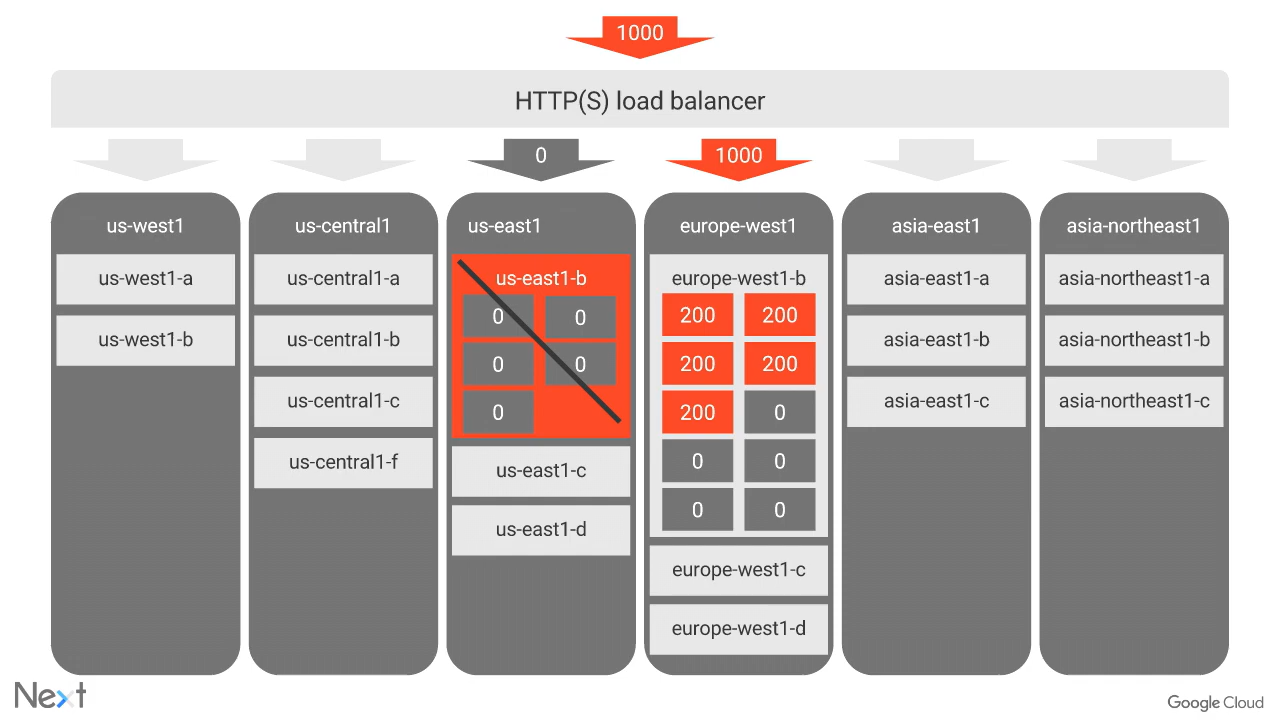 1000
HTTP(S) load balancer
0
1000
us-west1
us-west1-a
us-west1-b
us-central1
us-central1-a
us-central1-b
us-central1-c
us-central1-f
us-east1
us-east1-b
0 0
0 0
0
us-east1-c
us-east1-d
europe-west1
europe-west1-b
200 200
200 200
200 0
0 0
0 0
europe-west1-c
europe-west1-d
asia-east1
asia-east1-a
asia-east1-b
asia-east1-c
asia-northeast1
asia-northeast1-a
asia-northeast1-b
asia-northeast1-c
Next
Google Cloud